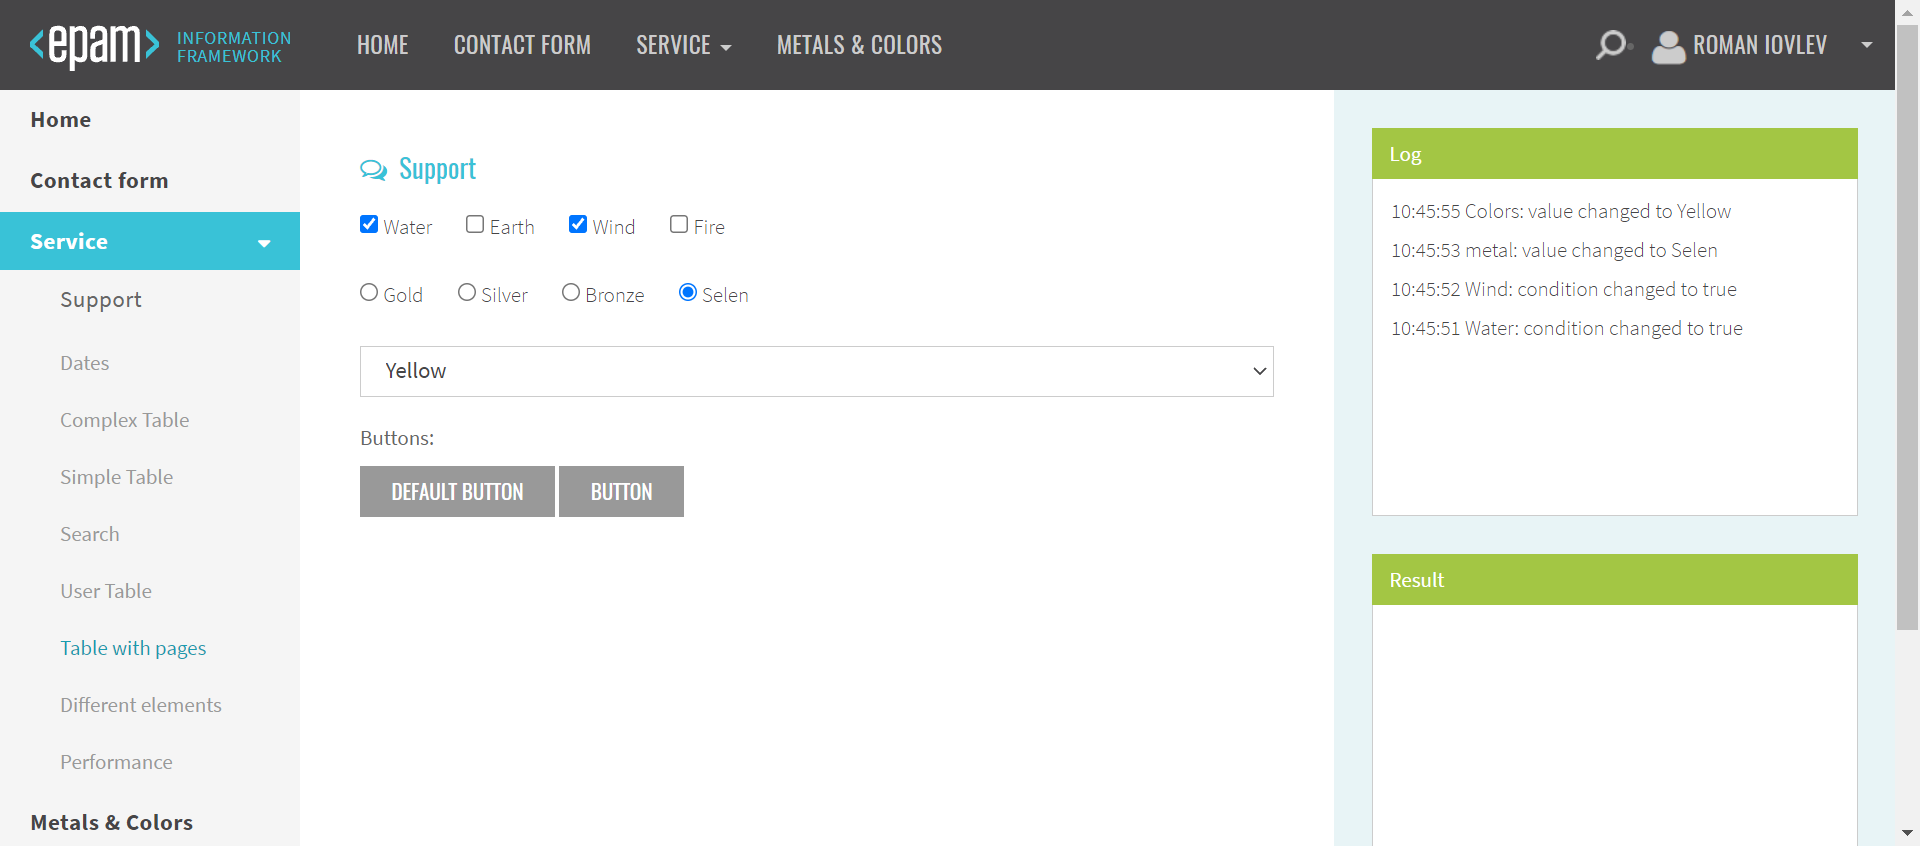 <epam> INFORMATION FRAMEWORK
HOME CONTACT FORM SERVICE METALS & COLORS ROMAN IOVLEV
Home
Contact form
Service
Support
Dates
Complex Table
Simple Table
Search
User Table
Table with pages
Different elements
Performance
Metals & Colors
Support
Water Earth Wind Fire
Gold Silver Bronze Selen
Yellow
Buttons:
DEFAULT BUTTON BUTTON
Log
10:45:55 Colors: value changed to Yellow
10:45:53 metal: value changed to Selen
10:45:52 Wind: condition changed to true
10:45:51 Water: condition changed to true
Result